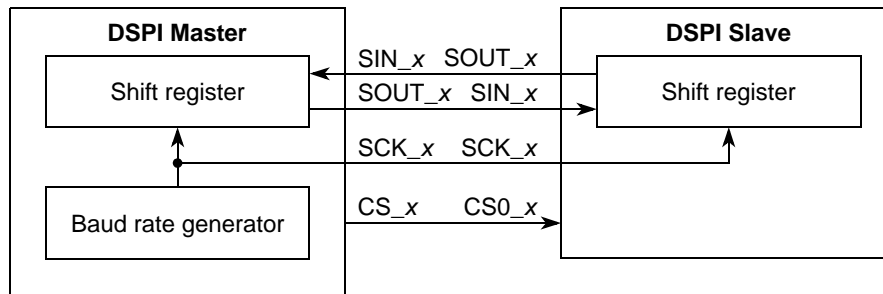 DSPI Master
DSPI Slave
SIN_x SOUT_x
Shift register
Shift register
SOUT_x SIN_x
SCK_x SCK_x
Baud rate generator
CS_x CS0_x